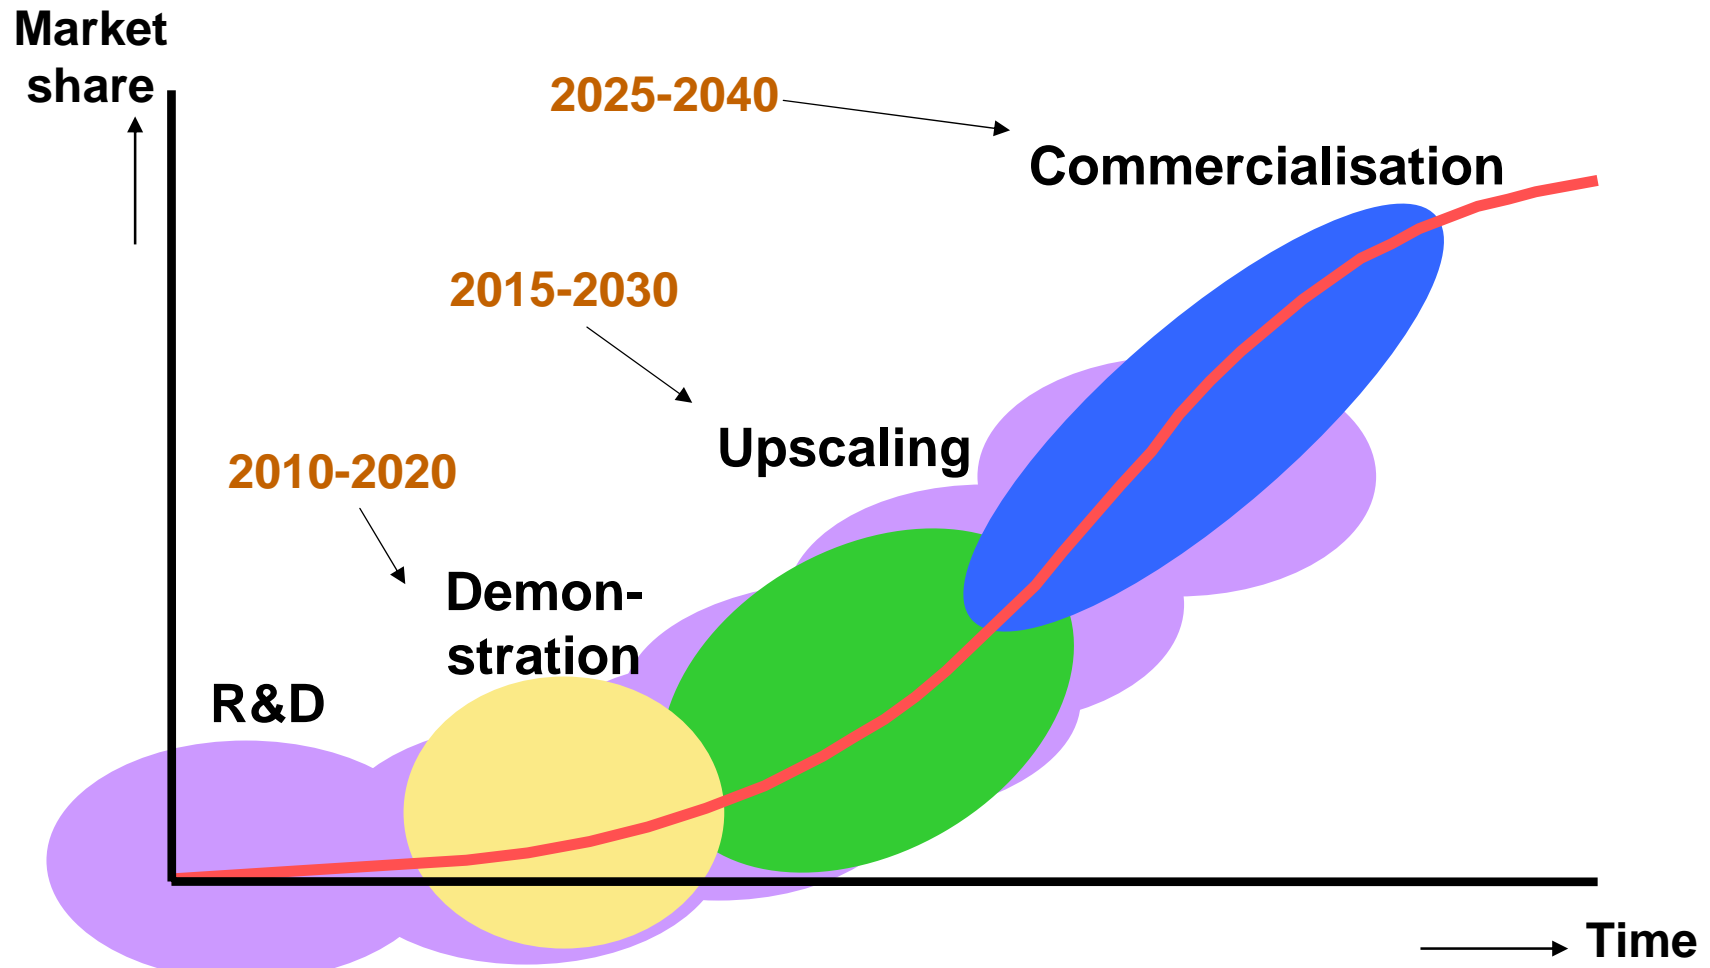 Market
share
2025-2040
Commercialisation
2015-2030
Upscaling
2010-2020
Demon-
stration
R&D
Time